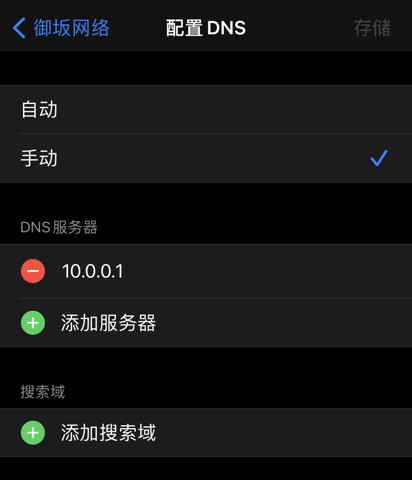 御坂网络 配置 DNS 存储
自动
手动
DNS服务器
10.0.0.1
添加服务器
搜索域
添加搜索域